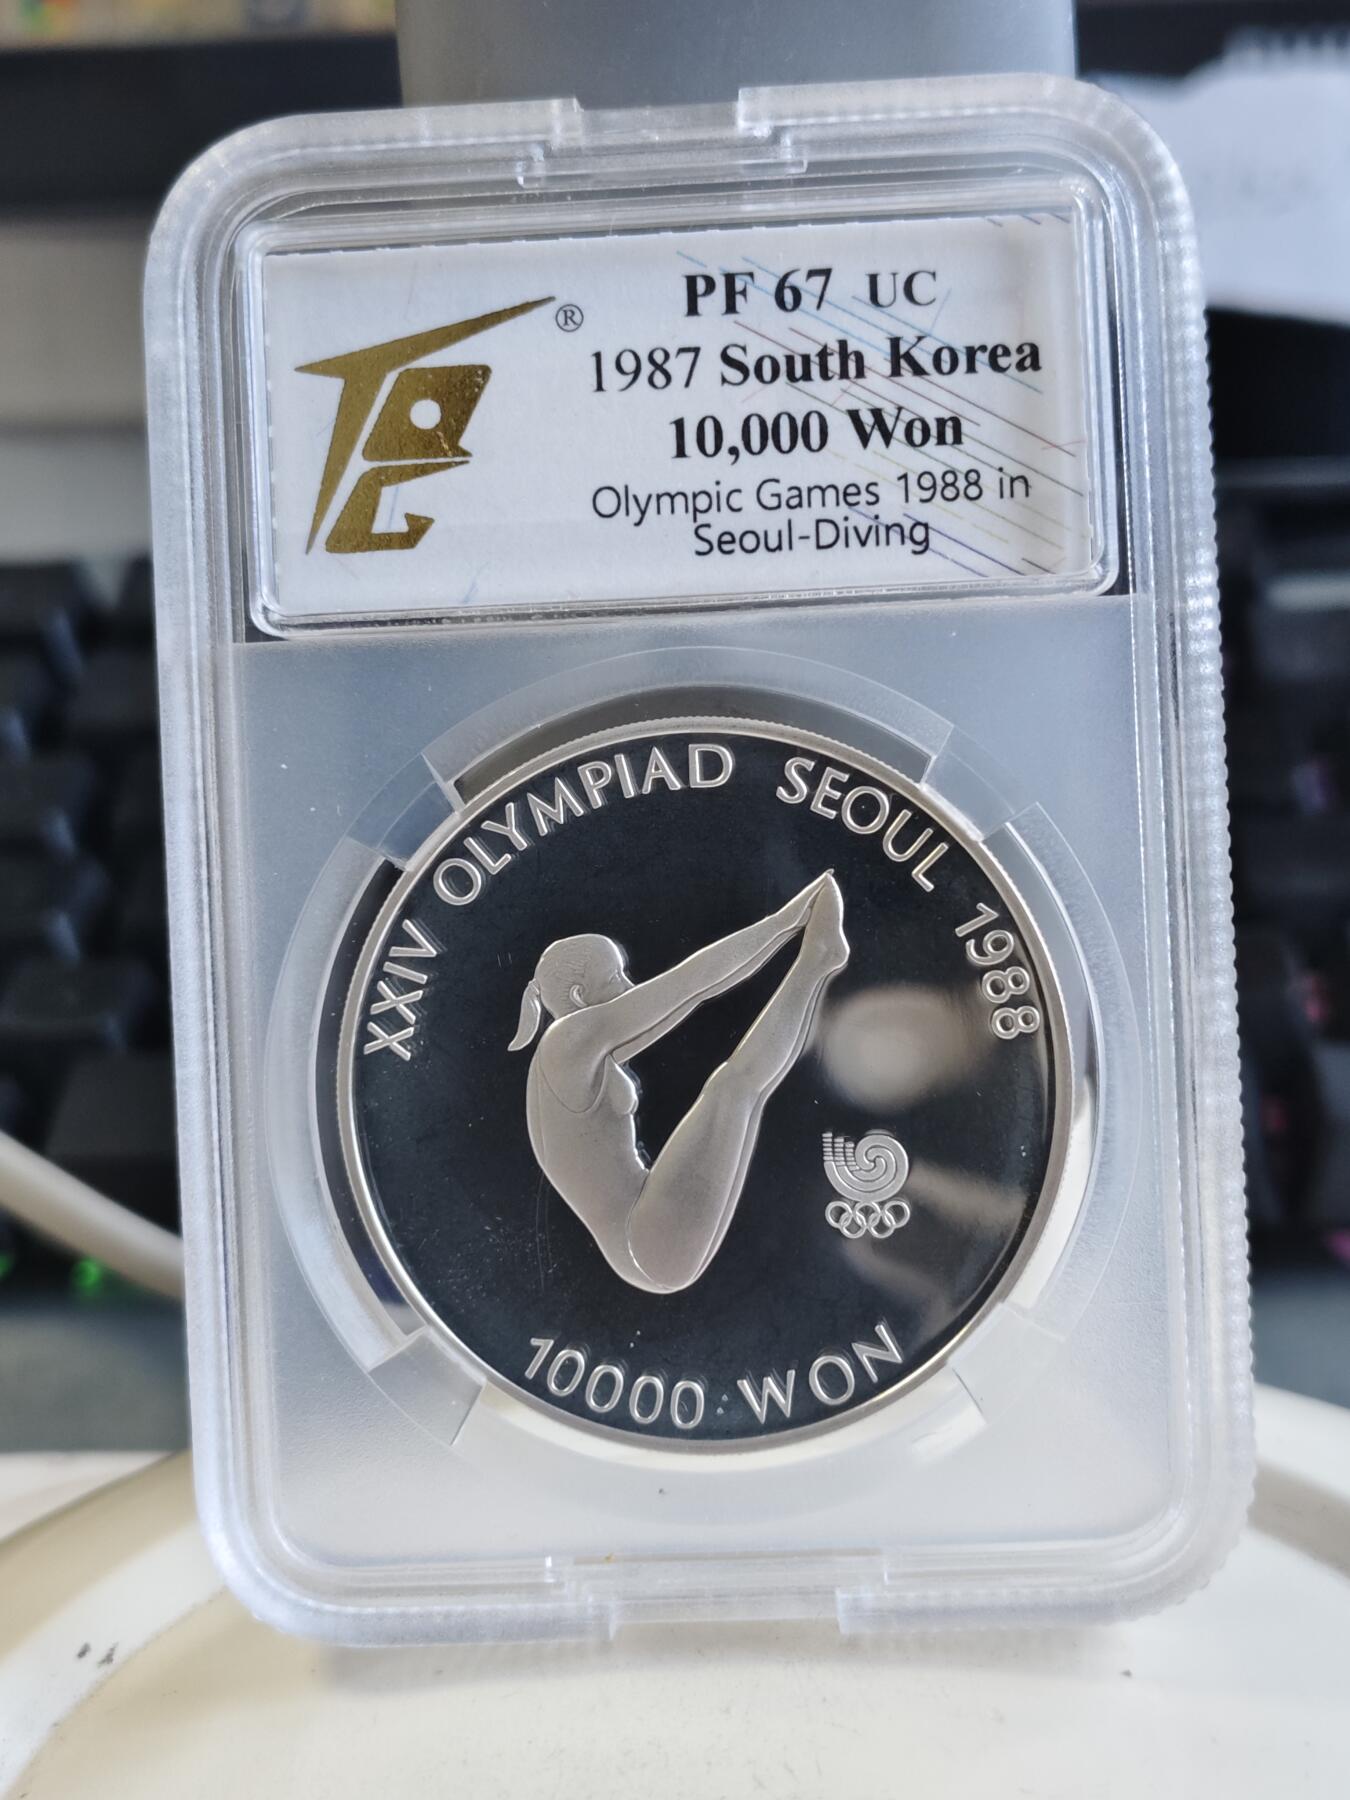 ®
PF 67 UC
1987 South Korea
10,000 Won
Olympic Games 1988 in
Seoul-Diving
XXIV OLYMPIAD SEOUL 1988
10000 WON